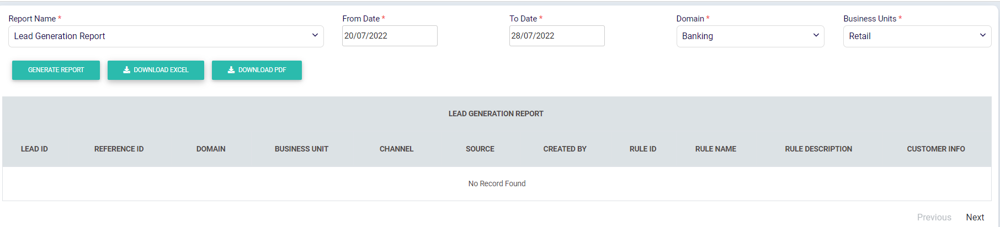 Report Name * From Date * To Date * Domain * Business Units *
Lead Generation Report 20/07/2022 28/07/2022 Banking Retail
GENERATE REPORT DOWNLOAD EXCEL DOWNLOAD PDF
LEAD GENERATION REPORT
LEAD ID REFERENCE ID DOMAIN BUSINESS UNIT CHANNEL SOURCE CREATED BY RULE ID RULE NAME RULE DESCRIPTION CUSTOMER INFO
No Record Found
Previous Next